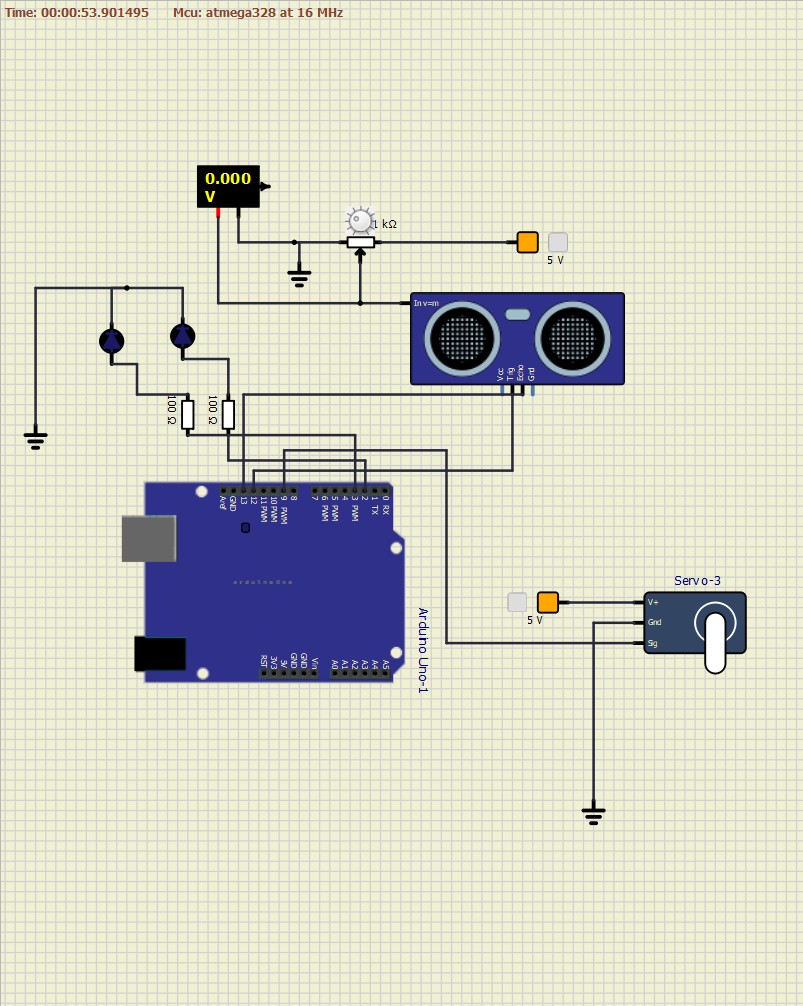 Time: 00:00:53.901495 Mcu: atmega328 at 16 MHz
0.000
V
1 kΩ
5 V
In v=m
Vcc
Trig
Echo
Grd
100 Ω
100 Ω
Aref
GND
13
12
11 PWM
10 PWM
9 PWM
8
7
6 PWM
5 PWM
4
3 PWM
2
1 TX
0 RX
arduinoOne
Servo-3
V+
Gnd
Sig
5 V
Arduino Uno-1
RST
3V3
5V
GND
GND
Vin
A0
A1
A2
A3
A4
A5